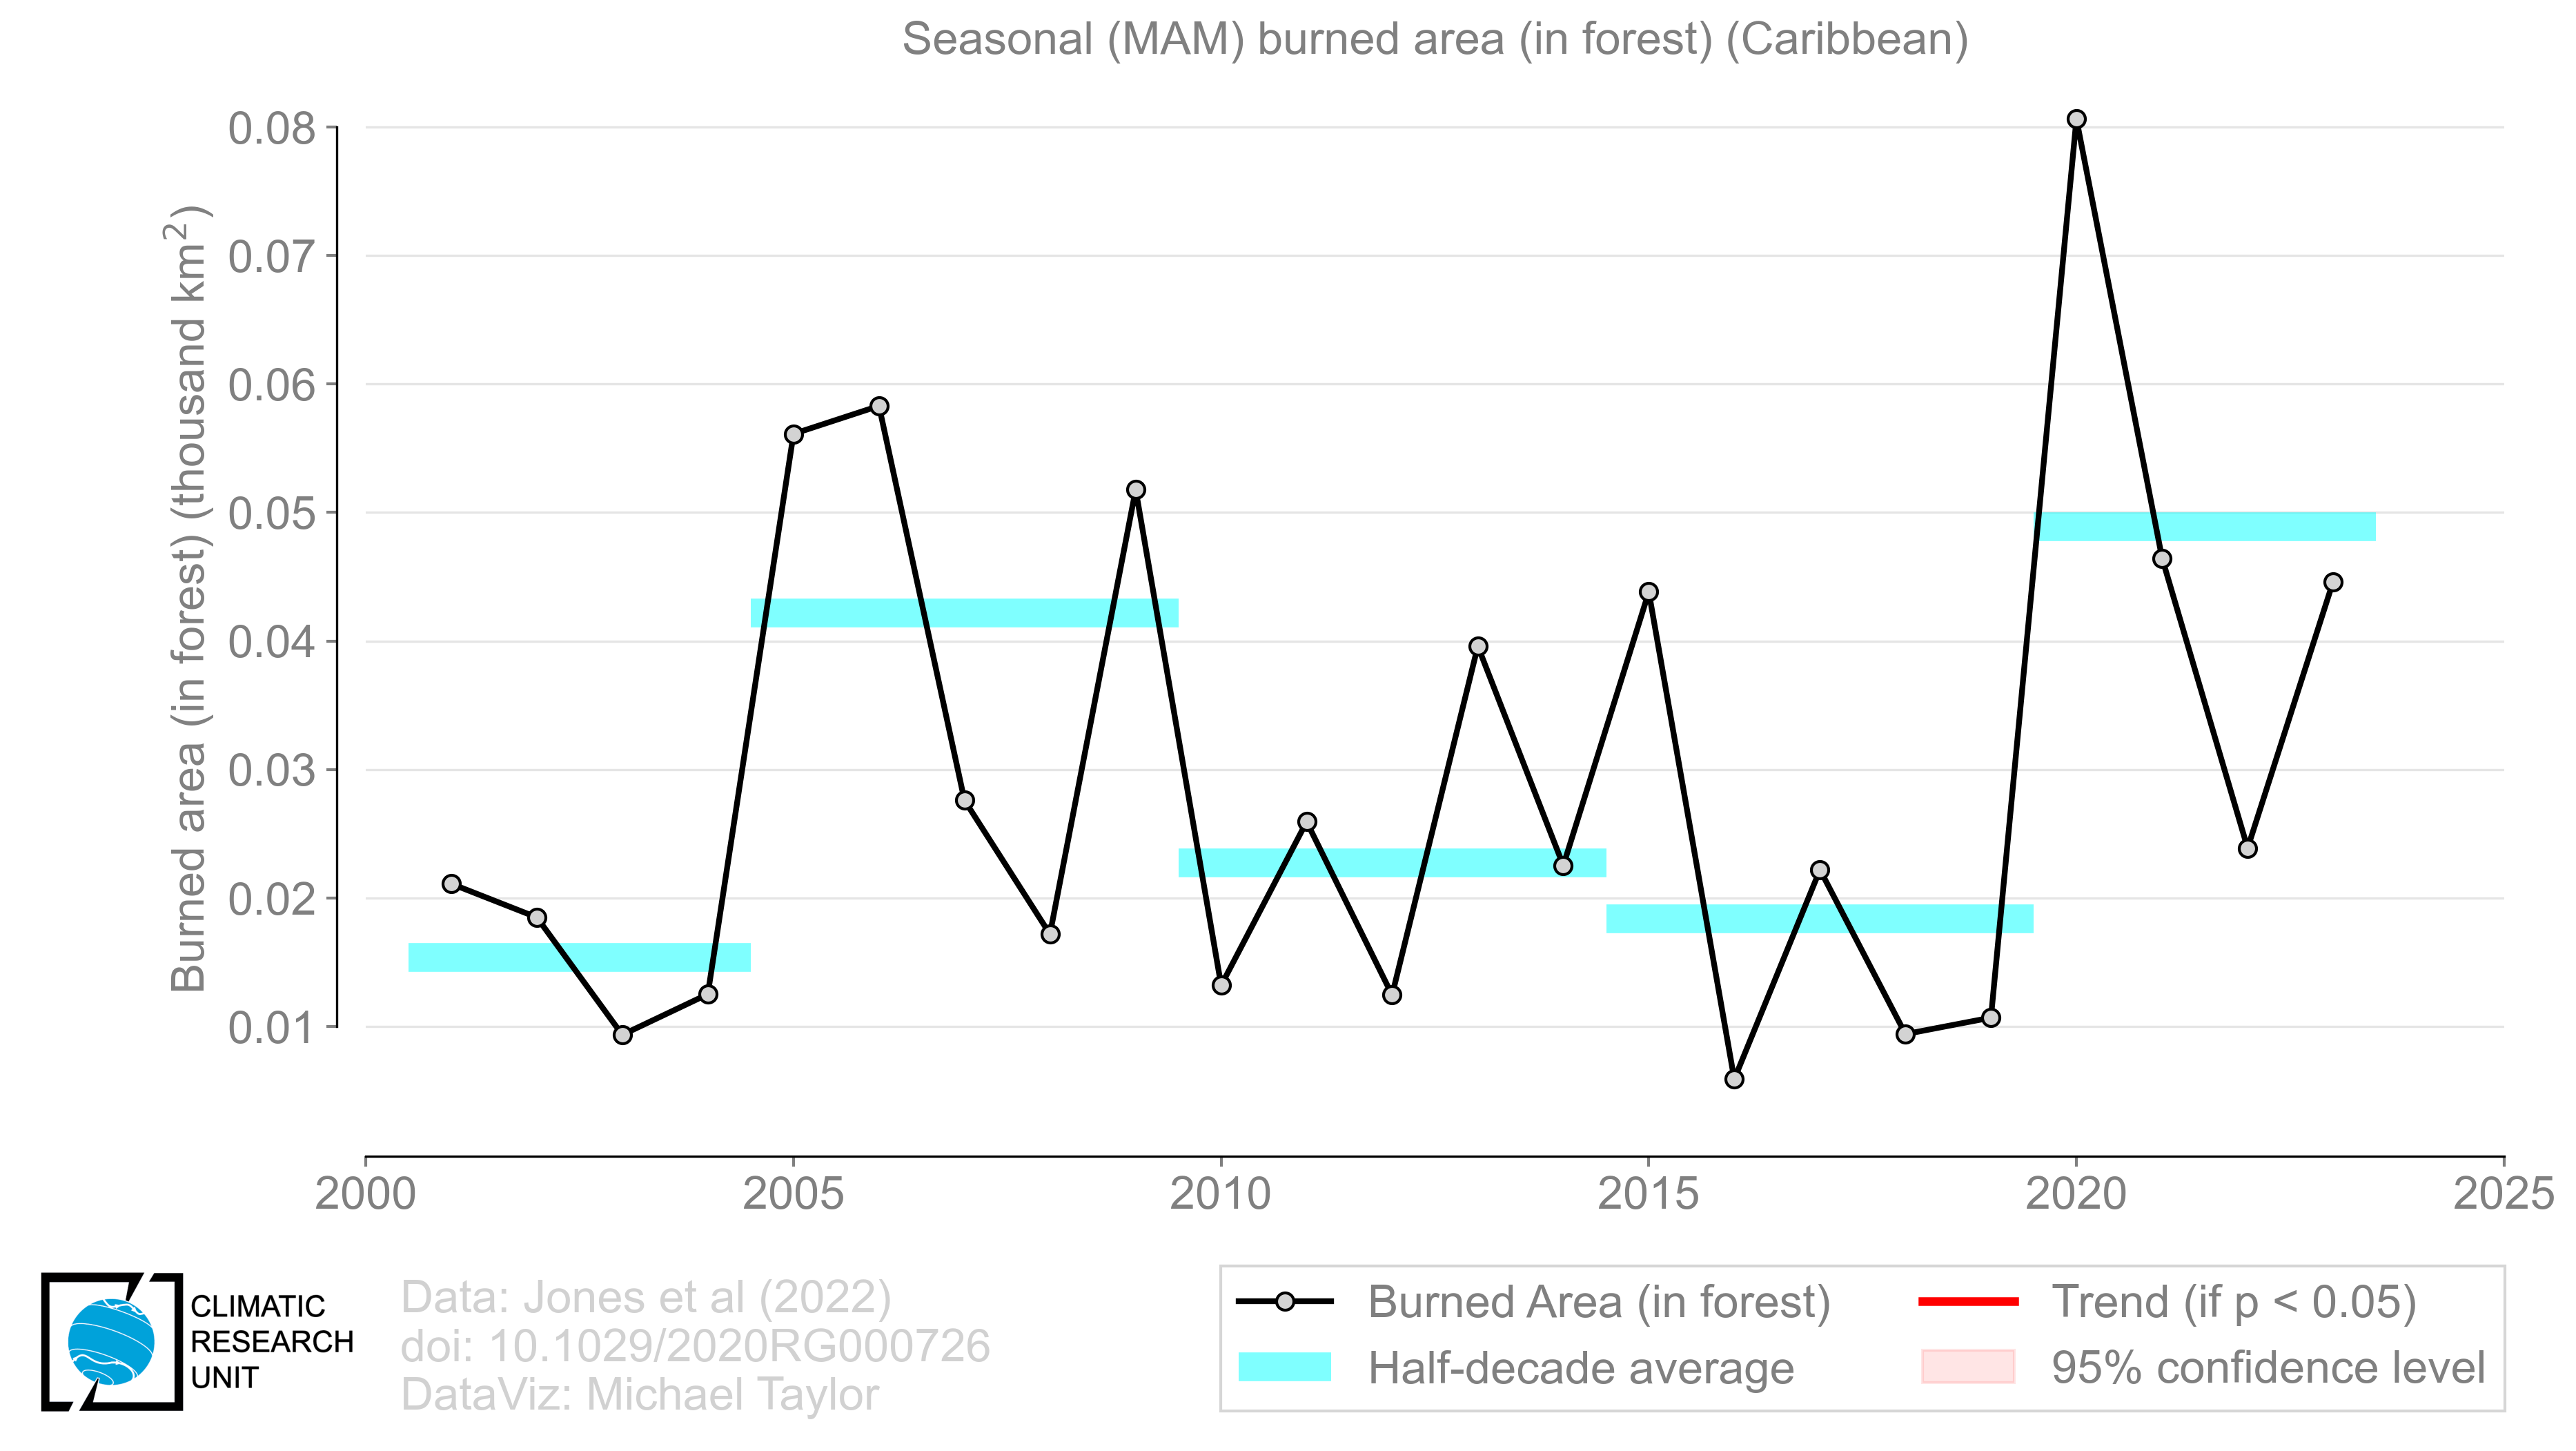 Seasonal (MAM) burned area (in forest) (Caribbean)
Burned area (in forest) (thousand km²)
0.08
0.07
0.06
0.05
0.04
0.03
0.02
0.01
2000 2005 2010 2015 2020 2025
CLIMATIC
RESEARCH
UNIT
Data: Jones et al (2022)
doi: 10.1029/2020RG000726
DataViz: Michael Taylor
Burned Area (in forest)
Half-decade average
Trend (if p < 0.05)
95% confidence level